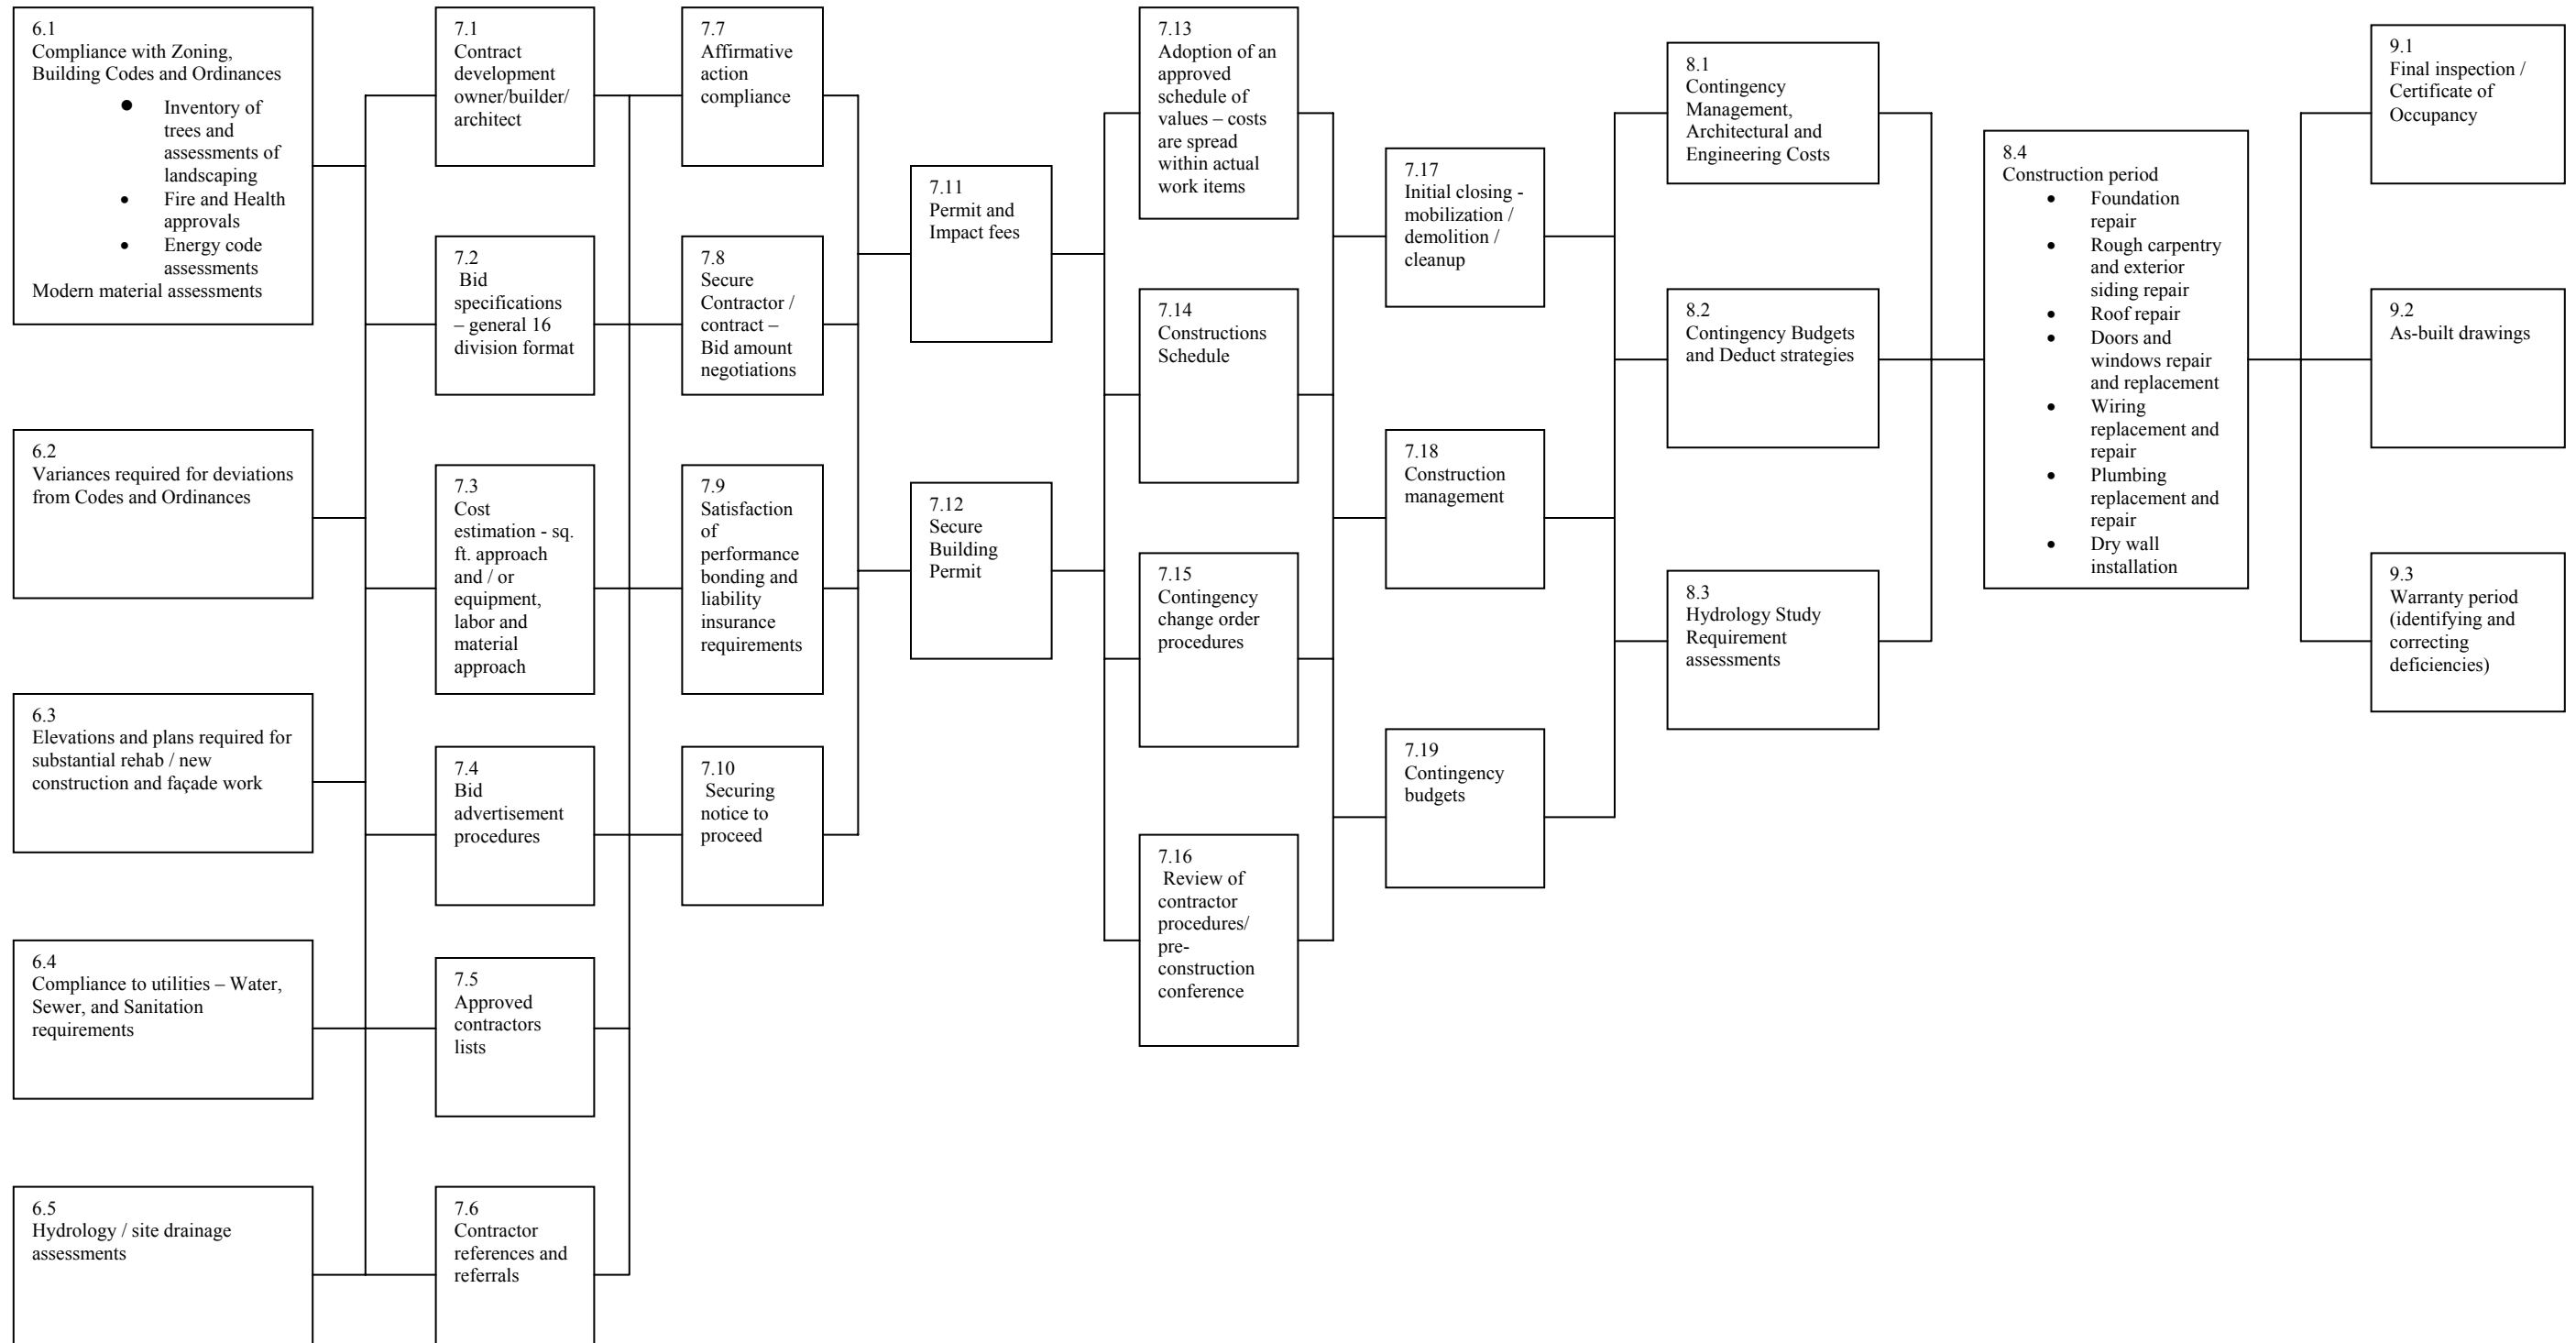 6.1
Compliance with Zoning,
Building Codes and Ordinances
• Inventory of
trees and
assessments of
landscaping
• Fire and Health
approvals
• Energy code
assessments
Modern material assessments
6.2
Variances required for deviations
from Codes and Ordinances
6.3
Elevations and plans required for
substantial rehab / new
construction and façade work
6.4
Compliance to utilities – Water,
Sewer, and Sanitation
requirements
6.5
Hydrology / site drainage
assessments
7.1
Contract
development
owner/builder/
architect
7.2
Bid
specifications
– general 16
division format
7.3
Cost
estimation - sq.
ft. approach
and / or
equipment,
labor and
material
approach
7.4
Bid
advertisement
procedures
7.5
Approved
contractors
lists
7.6
Contractor
references and
referrals
7.7
Affirmative
action
compliance
7.8
Secure
Contractor /
contract –
Bid amount
negotiations
7.9
Satisfaction
of
performance
bonding and
liability
insurance
requirements
7.10
Securing
notice to
proceed
7.11
Permit and
Impact fees
7.12
Secure
Building
Permit
7.13
Adoption of an
approved
schedule of
values – costs
are spread
within actual
work items
7.14
Constructions
Schedule
7.15
Contingency
change order
procedures
7.16
Review of
contractor
procedures/
pre-
construction
conference
7.17
Initial closing -
mobilization /
demolition /
cleanup
7.18
Construction
management
7.19
Contingency
budgets
8.1
Contingency
Management,
Architectural and
Engineering Costs
8.2
Contingency Budgets
and Deduct strategies
8.3
Hydrology Study
Requirement
assessments
8.4
Construction period
• Foundation
repair
• Rough carpentry
and exterior
siding repair
• Roof repair
• Doors and
windows repair
and replacement
• Wiring
replacement and
repair
• Plumbing
replacement and
repair
• Dry wall
installation
9.1
Final inspection /
Certificate of
Occupancy
9.2
As-built drawings
9.3
Warranty period
(identifying and
correcting
deficiencies)